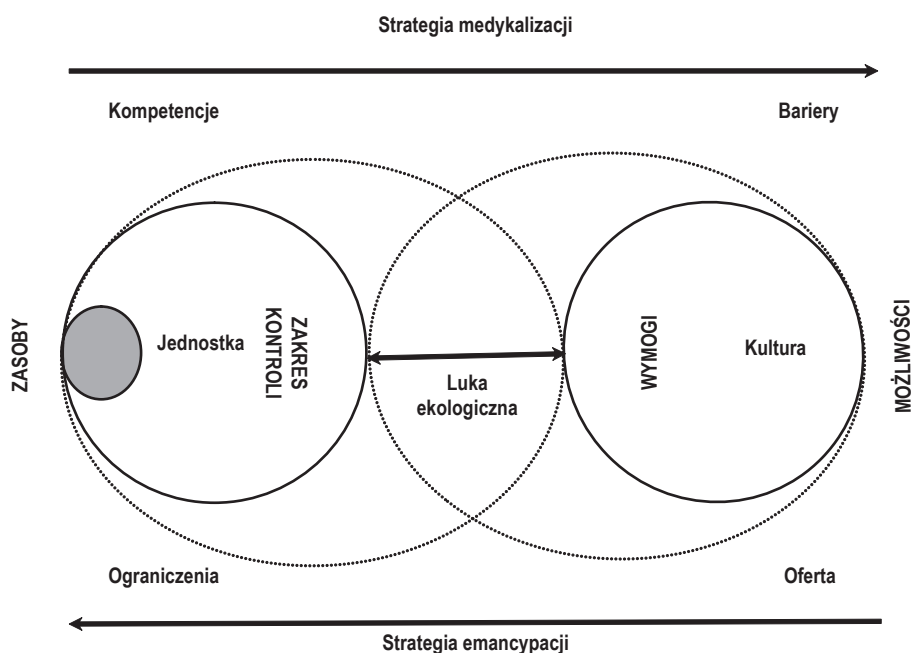 Strategia medykalizacji
Kompetencje
Bariery
ZASOBY
Jednostka
ZAKRES
KONTROLI
Luka
ekologiczna
WYMOGI
Kultura
MOŻLIWOŚCI
Ograniczenia
Oferta
Strategia emancypacji